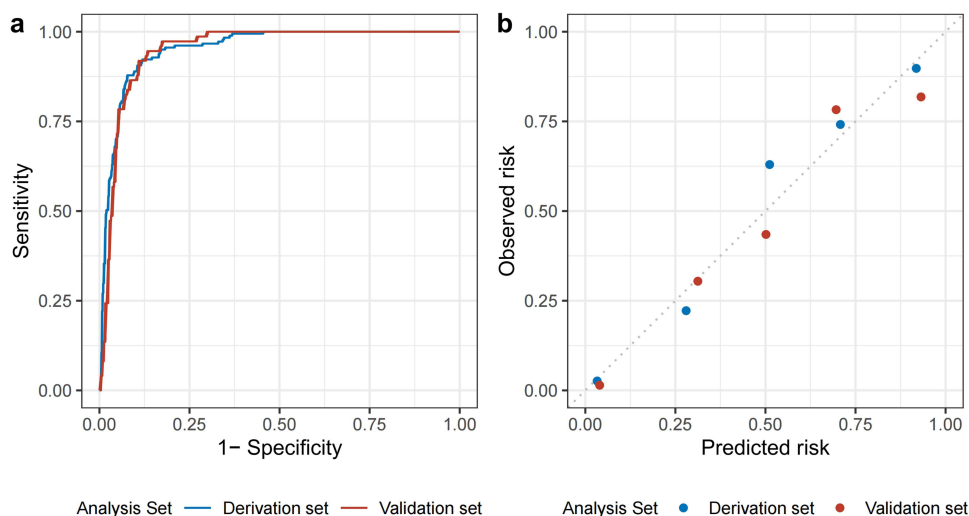 a
1.00
0.75
0.50
0.25
0.00
Sensitivity
0.00 0.25 0.50 0.75 1.00
1− Specificity
Analysis Set Derivation set Validation set
b
1.00
0.75
0.50
0.25
0.00
Observed risk
0.00 0.25 0.50 0.75 1.00
Predicted risk
Analysis Set Derivation set Validation set